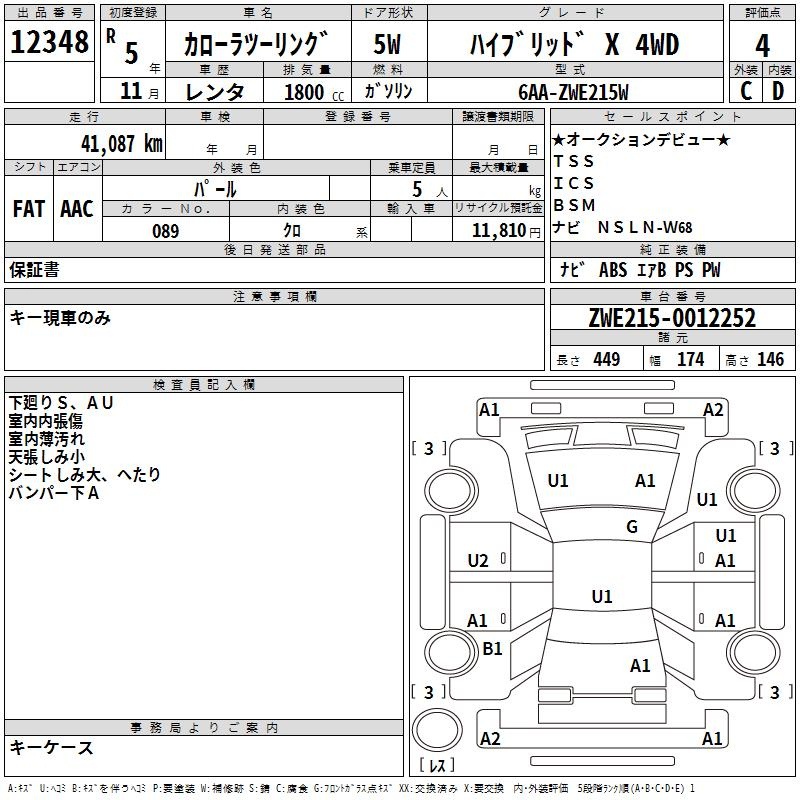 出品番号 初度登録 車名 ドア形状 グレード 評価点
12348 R 5 年 ｶﾛｰﾗﾂｰﾘﾝｸﾞ 5W ﾊｲﾌﾞﾘｯﾄﾞ X 4WD 4
車歴 排気量 燃料 型式 外装 内装
11 月 レンタ 1800 CC ｶﾞｿﾘﾝ 6AA-ZWE215W C D
走行 車検 登録番号 譲渡書類期限 セールスポイント
41,087 km 年 月 月 日
★オークションデビュー★
ＴＳＳ
ＩＣＳ
ＢＳＭ
ナビ　ＮＳＬＮ-Ｗ68
シフト エアコン 外装色 乗車定員 最大積載量
FAT AAC ﾊﾟｰﾙ 5 人 kg
カラーNo. 内装色 輸入車 リサイクル預託金
089 ｸﾛ 系 11,810 円
後日発送部品 純正装備
保証書 ﾅﾋﾞ ABS ｴｱB PS PW
注意事項欄 車台番号
キー現車のみ ZWE215-0012252
諸元
長さ 449 幅 174 高さ 146
検査員記入欄
下廻りＳ、ＡＵ
室内内張傷
室内薄汚れ
天張しみ小
シートしみ大、へたり
バンパー下Ａ
事務局よりご案内
キーケース
A1 A2
[ 3 ] [ 3 ]
U1 A1 U1
G
U2 U1 A1
U1
A1 A1
B1 A1
[ 3 ] [ 3 ]
A2 A1
[ ﾚｽ ]
A:ｷｽﾞ U:ﾍｺﾐ B:ｷｽﾞを伴うﾍｺﾐ P:要塗装 W:補修跡 S:錆 C:腐食 G:ﾌﾛﾝﾄｶﾞﾗｽ点ｷｽﾞ XX:交換済み X:要交換　内・外装評価　5段階ﾗﾝｸ順(A・B・C・D・E) 1